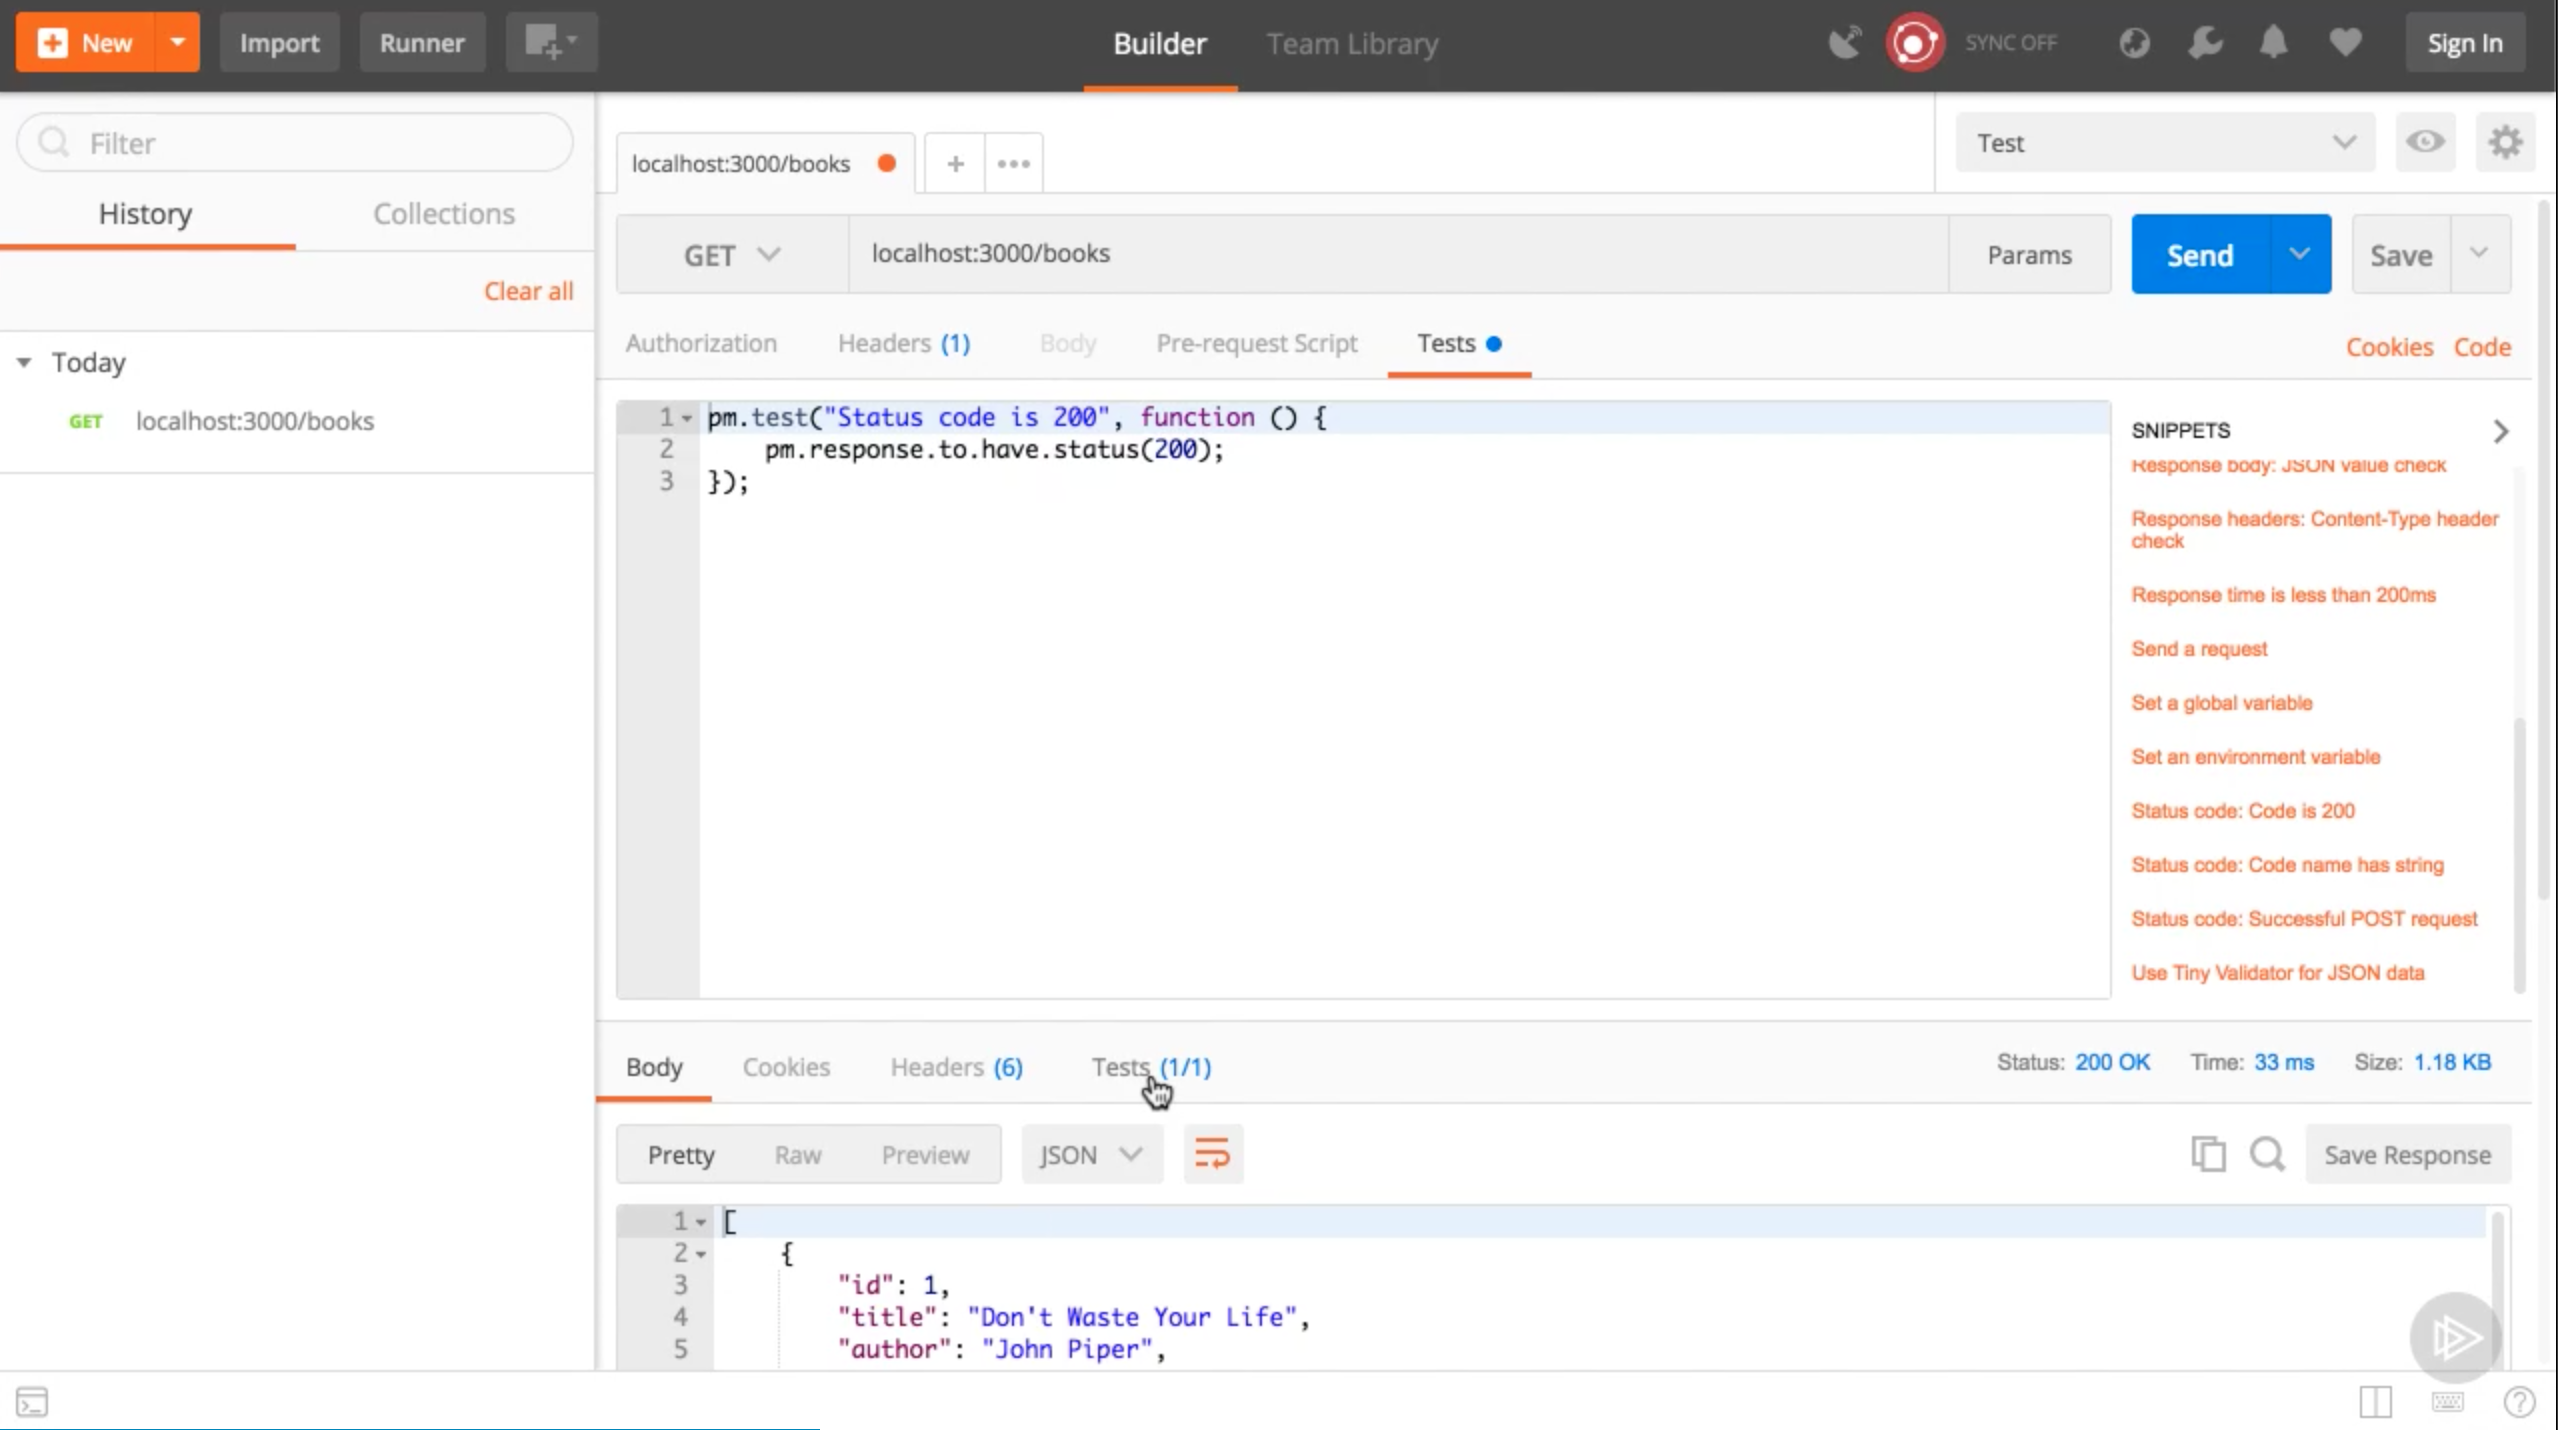 New
Import
Runner
Builder
Team Library
SYNC OFF
Sign In
Filter
History
Collections
Clear all
Today
GET localhost:3000/books
localhost:3000/books
+
Test
GET
localhost:3000/books
Params
Send
Save
Authorization
Headers (1)
Body
Pre-request Script
Tests
Cookies
Code
1 pm.test("Status code is 200", function () {
2 pm.response.to.have.status(200);
3 });
SNIPPETS
Response body: JSON value check
Response headers: Content-Type header
check
Response time is less than 200ms
Send a request
Set a global variable
Set an environment variable
Status code: Code is 200
Status code: Code name has string
Status code: Successful POST request
Use Tiny Validator for JSON data
Body
Cookies
Headers (6)
Tests (1/1)
Status: 200 OK
Time: 33 ms
Size: 1.18 KB
Pretty
Raw
Preview
JSON
Save Response
1 [
2 {
3 "id": 1,
4 "title": "Don't Waste Your Life",
5 "author": "John Piper",